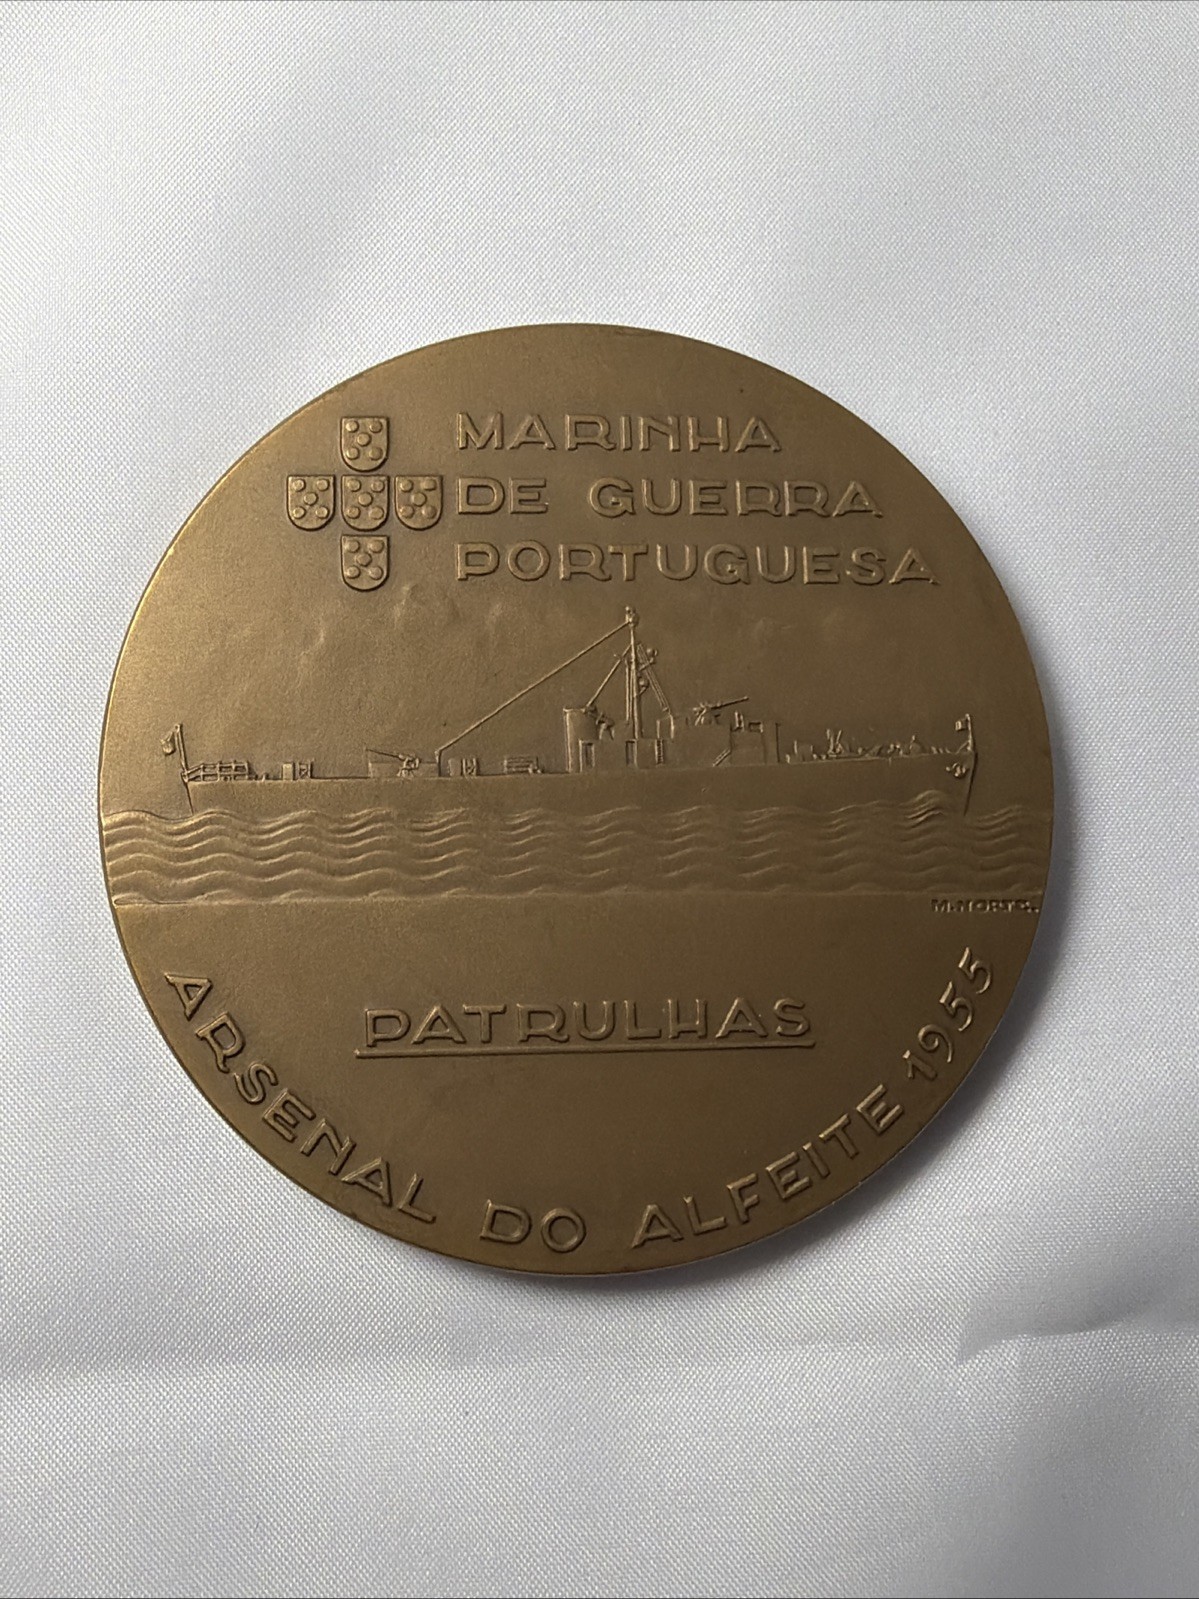 MARINHA
DE GUERRA
PORTUGUESA
M. NORTE.
PATRULHAS
ARSENAL DO ALFEITE 1955